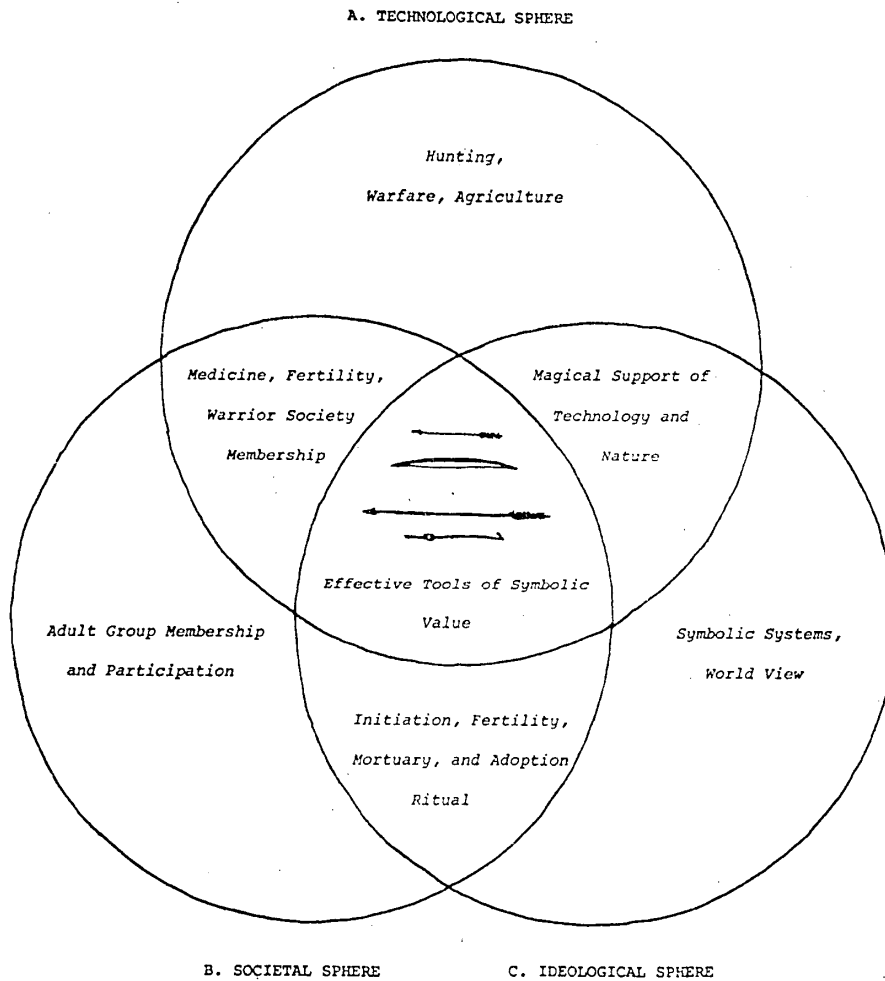 A. TECHNOLOGICAL SPHERE
Hunting,
Warfare, Agriculture
Medicine, Fertility,
Warrior Society
Membership
Magical Support of
Technology and
Nature
Effective Tools of Symbolic
Value
Adult Group Membership
and Participation
Symbolic Systems,
World View
Initiation, Fertility,
Mortuary, and Adoption
Ritual
B. SOCIETAL SPHERE
C. IDEOLOGICAL SPHERE